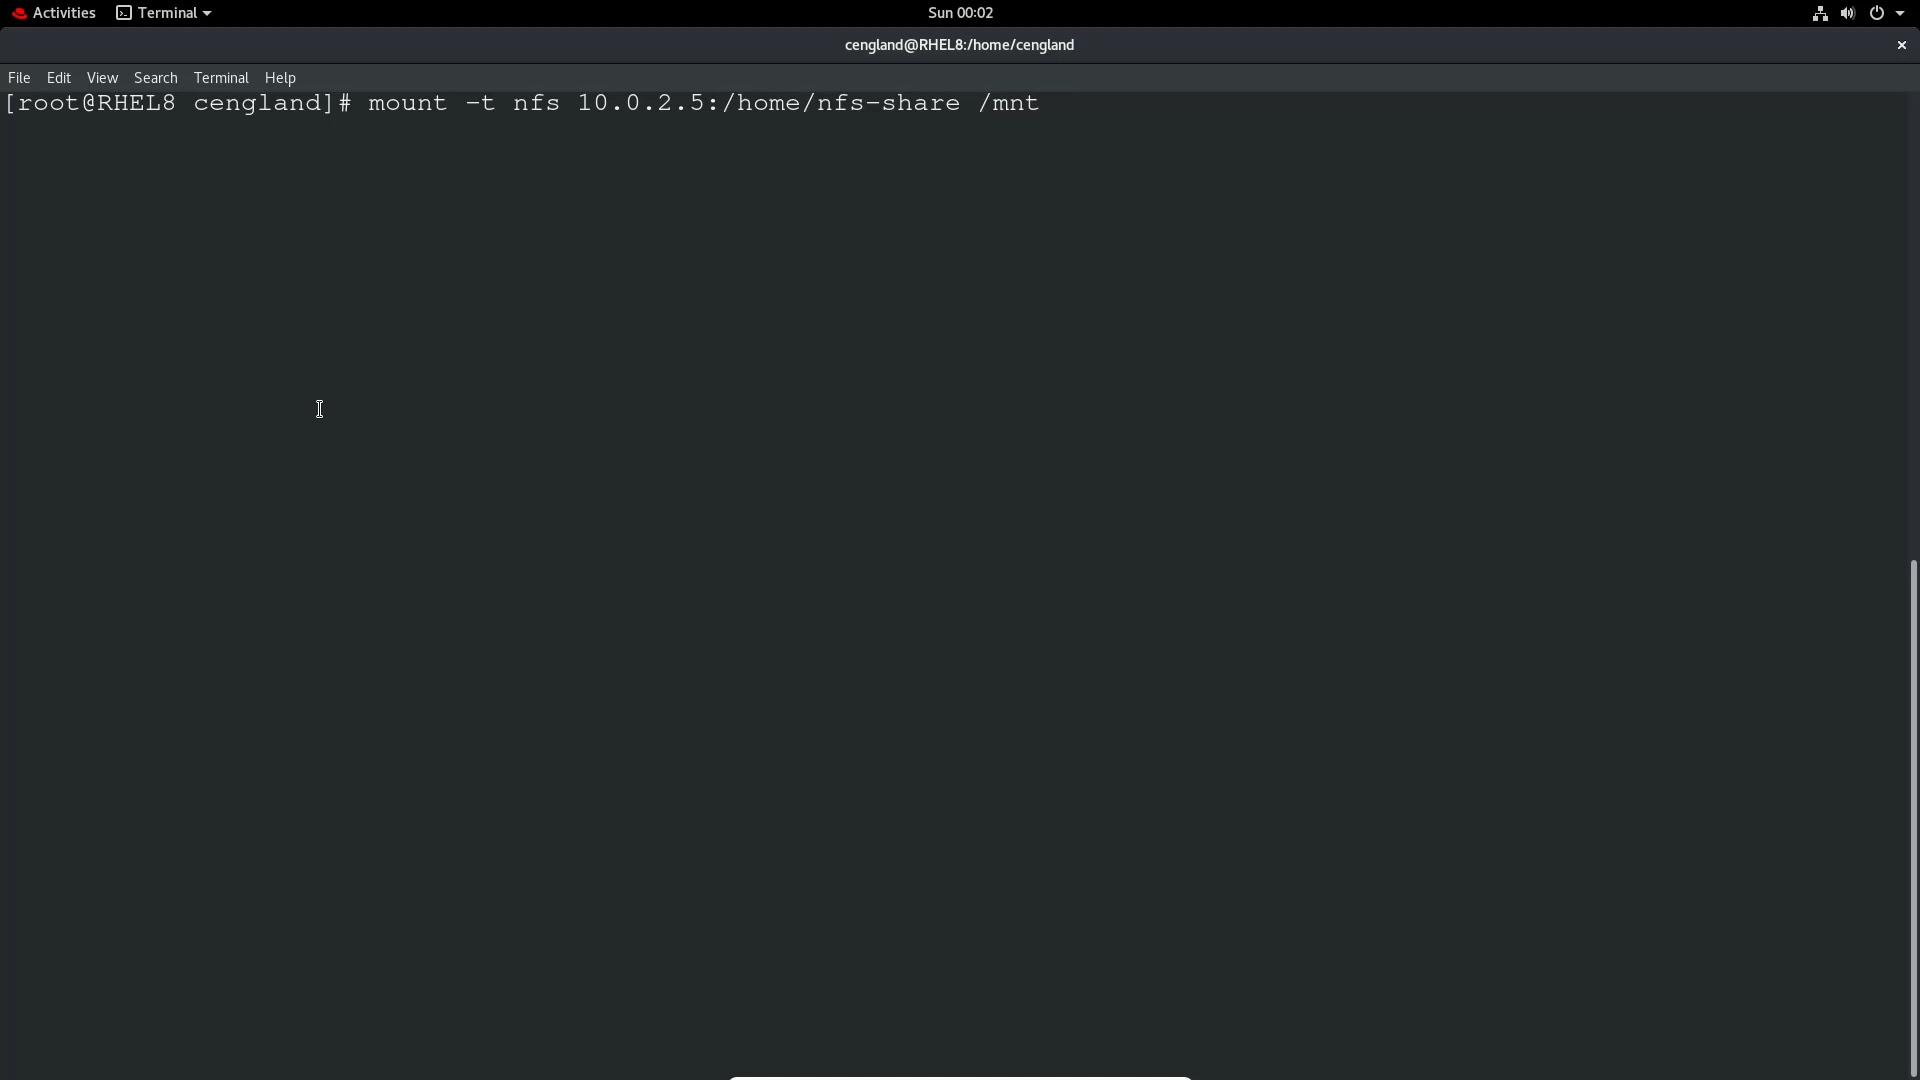 Activities Terminal Sun 00:02
cengland@RHEL8:/home/cengland
File Edit View Search Terminal Help
[root@RHEL8 cengland]# mount -t nfs 10.0.2.5:/home/nfs-share /mnt